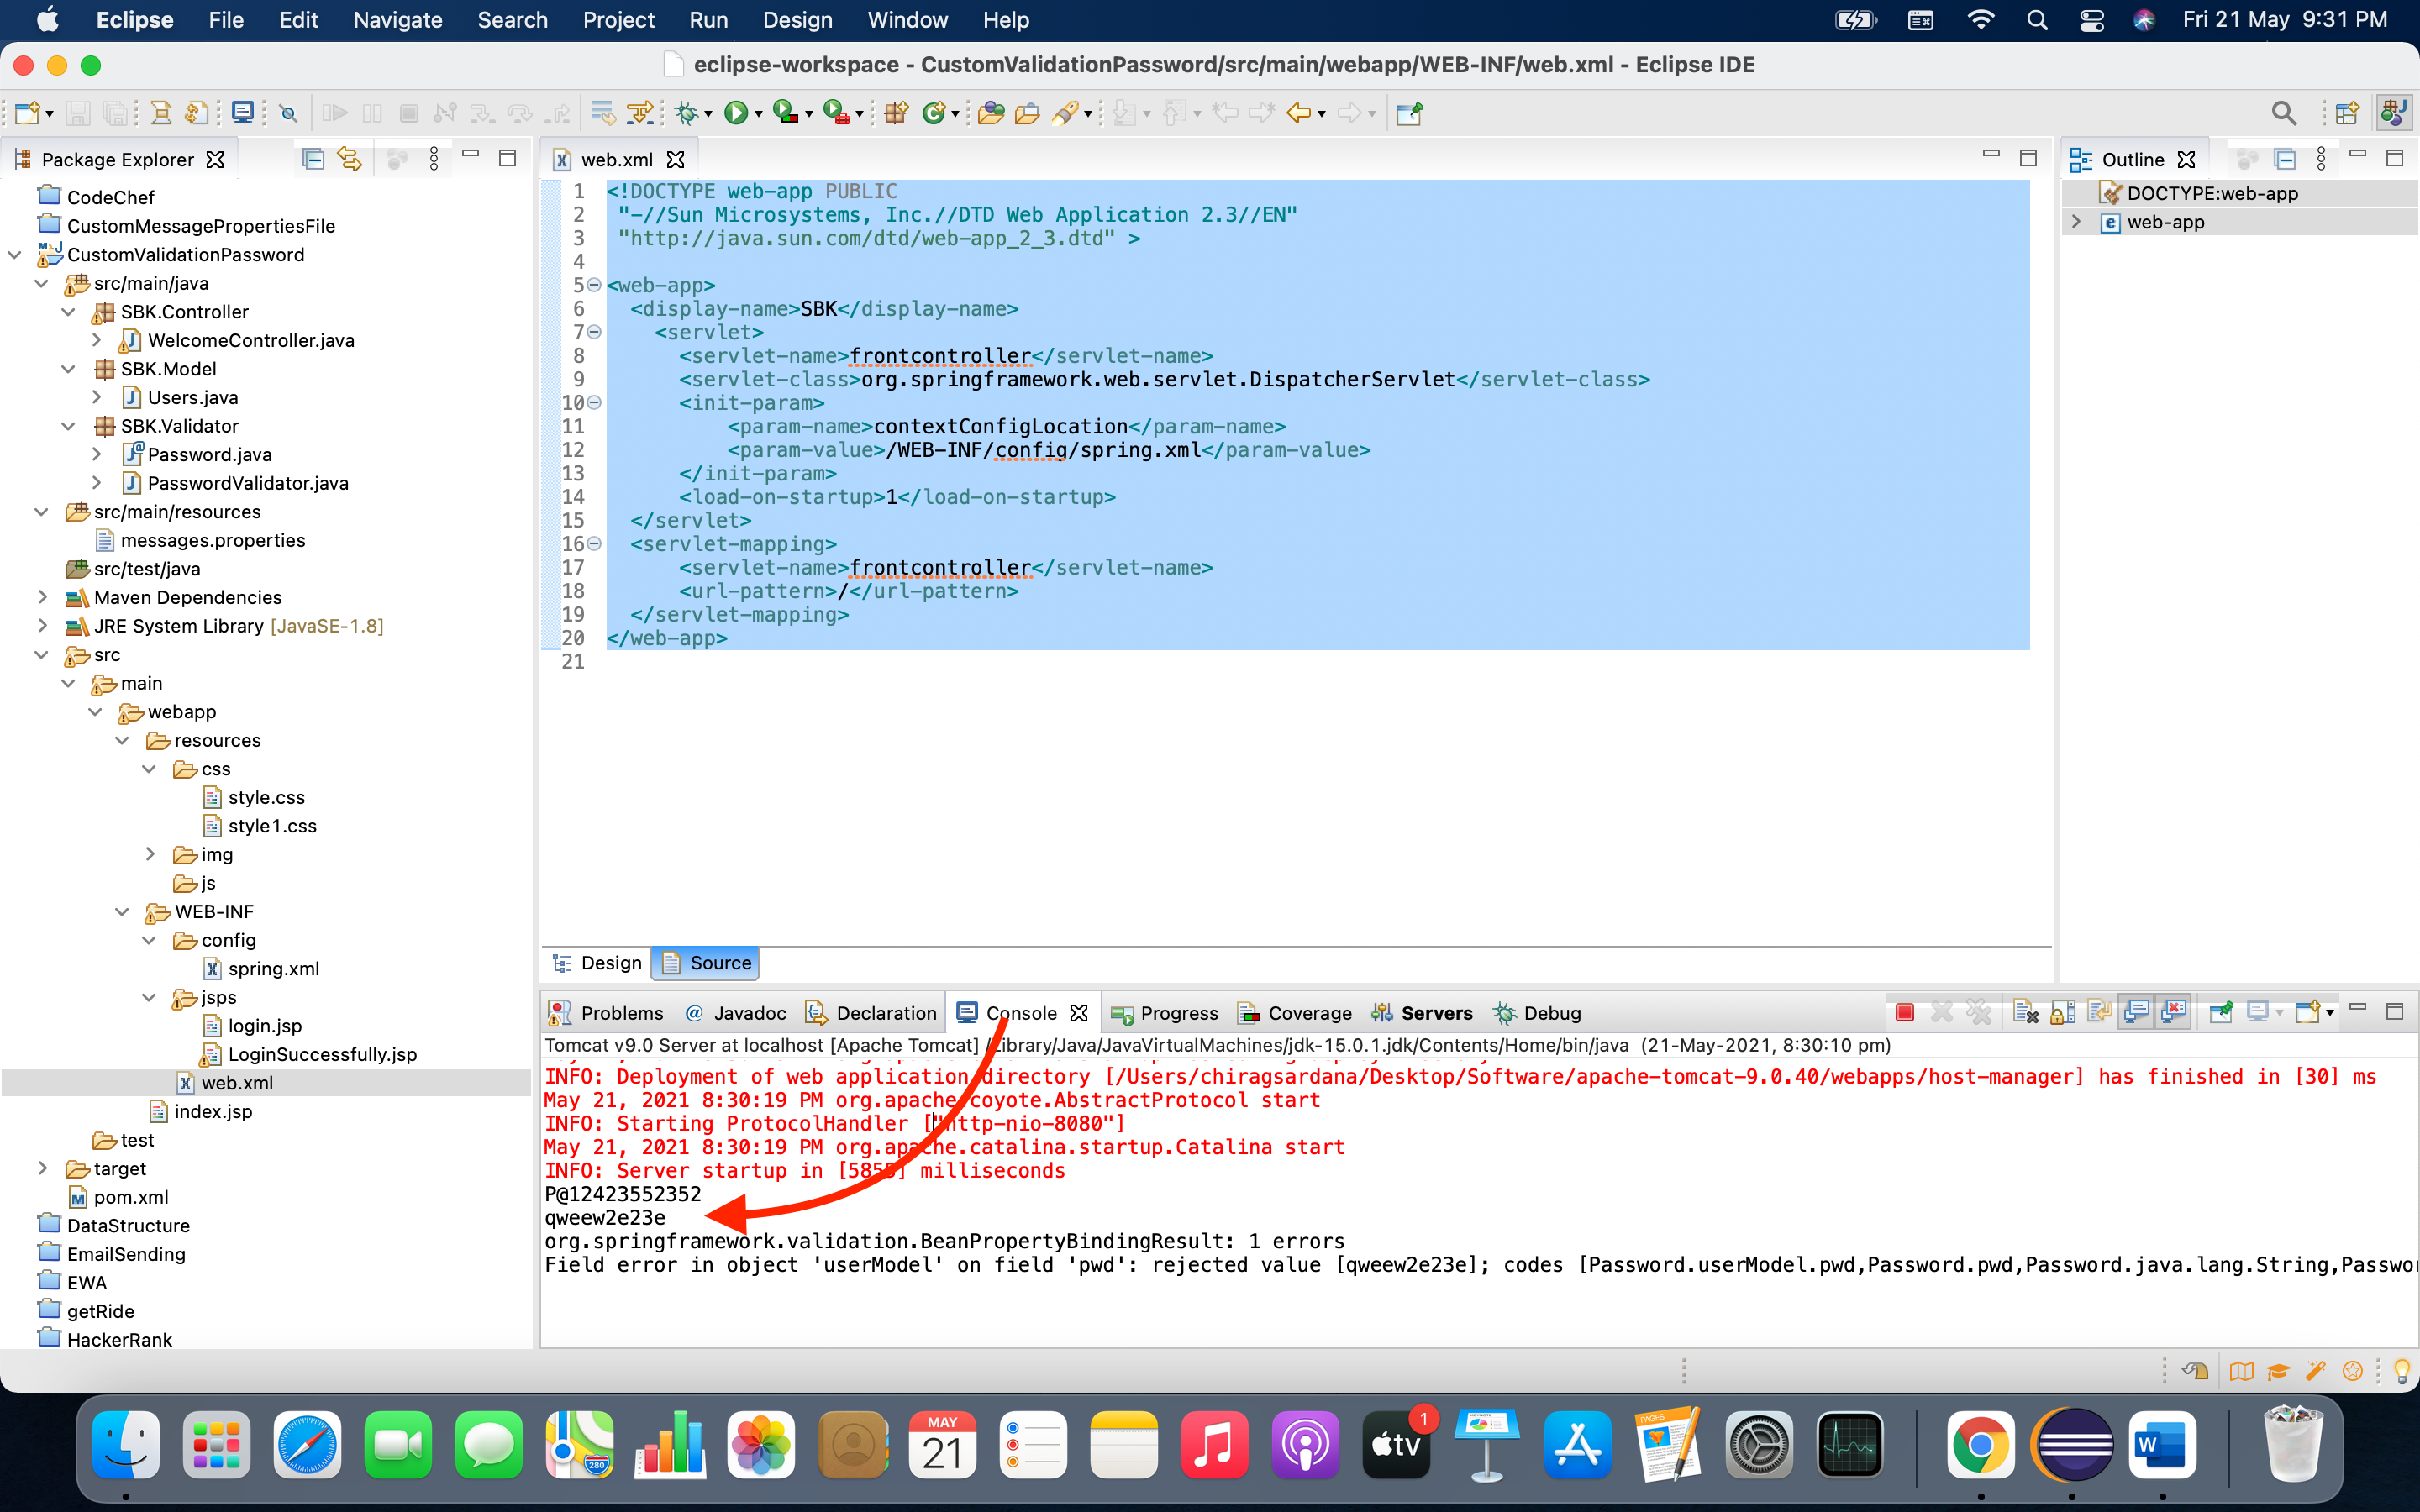 Eclipse File Edit Navigate Search Project Run Design Window Help Fri 21 May 9:31 PM
eclipse-workspace - CustomValidationPassword/src/main/webapp/WEB-INF/web.xml - Eclipse IDE
Package Explorer
CodeChef
CustomMessagePropertiesFile
CustomValidationPassword
src/main/java
SBK.Controller
WelcomeController.java
SBK.Model
Users.java
SBK.Validator
Password.java
PasswordValidator.java
src/main/resources
messages.properties
src/test/java
Maven Dependencies
JRE System Library [JavaSE-1.8]
src
main
webapp
resources
css
style.css
style1.css
img
js
WEB-INF
config
spring.xml
jsps
login.jsp
LoginSuccessfully.jsp
web.xml
index.jsp
test
target
pom.xml
DataStructure
EmailSending
EWA
getRide
HackerRank
web.xml
1 <!DOCTYPE web-app PUBLIC
2 "-//Sun Microsystems, Inc.//DTD Web Application 2.3//EN"
3 "http://java.sun.com/dtd/web-app_2_3.dtd" >
4
5 <web-app>
6 <display-name>SBK</display-name>
7 <servlet>
8 <servlet-name>frontcontroller</servlet-name>
9 <servlet-class>org.springframework.web.servlet.DispatcherServlet</servlet-class>
10 <init-param>
11 <param-name>contextConfigLocation</param-name>
12 <param-value>/WEB-INF/config/spring.xml</param-value>
13 </init-param>
14 <load-on-startup>1</load-on-startup>
15 </servlet>
16 <servlet-mapping>
17 <servlet-name>frontcontroller</servlet-name>
18 <url-pattern>/</url-pattern>
19 </servlet-mapping>
20 </web-app>
21
Design Source
Outline
DOCTYPE:web-app
web-app
Problems Javadoc Declaration Console Progress Coverage Servers Debug
Tomcat v9.0 Server at localhost [Apache Tomcat] /Library/Java/JavaVirtualMachines/jdk-15.0.1.jdk/Contents/Home/bin/java (21-May-2021, 8:30:10 pm)
INFO: Deployment of web application directory [/Users/chiragsardana/Desktop/Software/apache-tomcat-9.0.40/webapps/host-manager] has finished in [30] ms
May 21, 2021 8:30:19 PM org.apache.coyote.AbstractProtocol start
INFO: Starting ProtocolHandler ["http-nio-8080"]
May 21, 2021 8:30:19 PM org.apache.catalina.startup.Catalina start
INFO: Server startup in [5855] milliseconds
P@12423552352
qweew2e23e
org.springframework.validation.BeanPropertyBindingResult: 1 errors
Field error in object 'userModel' on field 'pwd': rejected value [qweew2e23e]; codes [Password.userModel.pwd,Password.pwd,Password.java.lang.String,Passwo
MAY
21
280
tv
1
PAGES
W